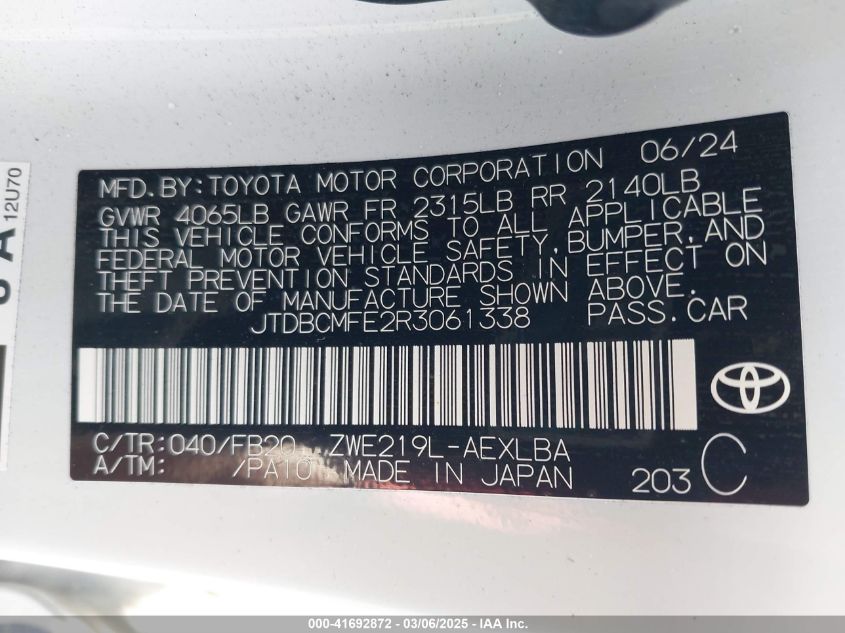 MFD.BY:TOYOTA MOTOR CORPORATION 06/24
GVWR 4065LB GAWR FR 2315LB RR 2140LB
THIS VEHICLE CONFORMS TO ALL APPLICABLE
FEDERAL MOTOR VEHICLE SAFETY,BUMPER,AND
THEFT PREVENTION STANDARDS IN EFFECT ON
THE DATE OF MANUFACTURE SHOWN ABOVE.
JTDBCMFE2R3061338 PASS.CAR
C/TR:040/FB20 ZWE219L-AEXLBA
A/TM: /PA10 MADE IN JAPAN 203 C
12U70
000-41692872 - 03/06/2025 - IAA Inc.